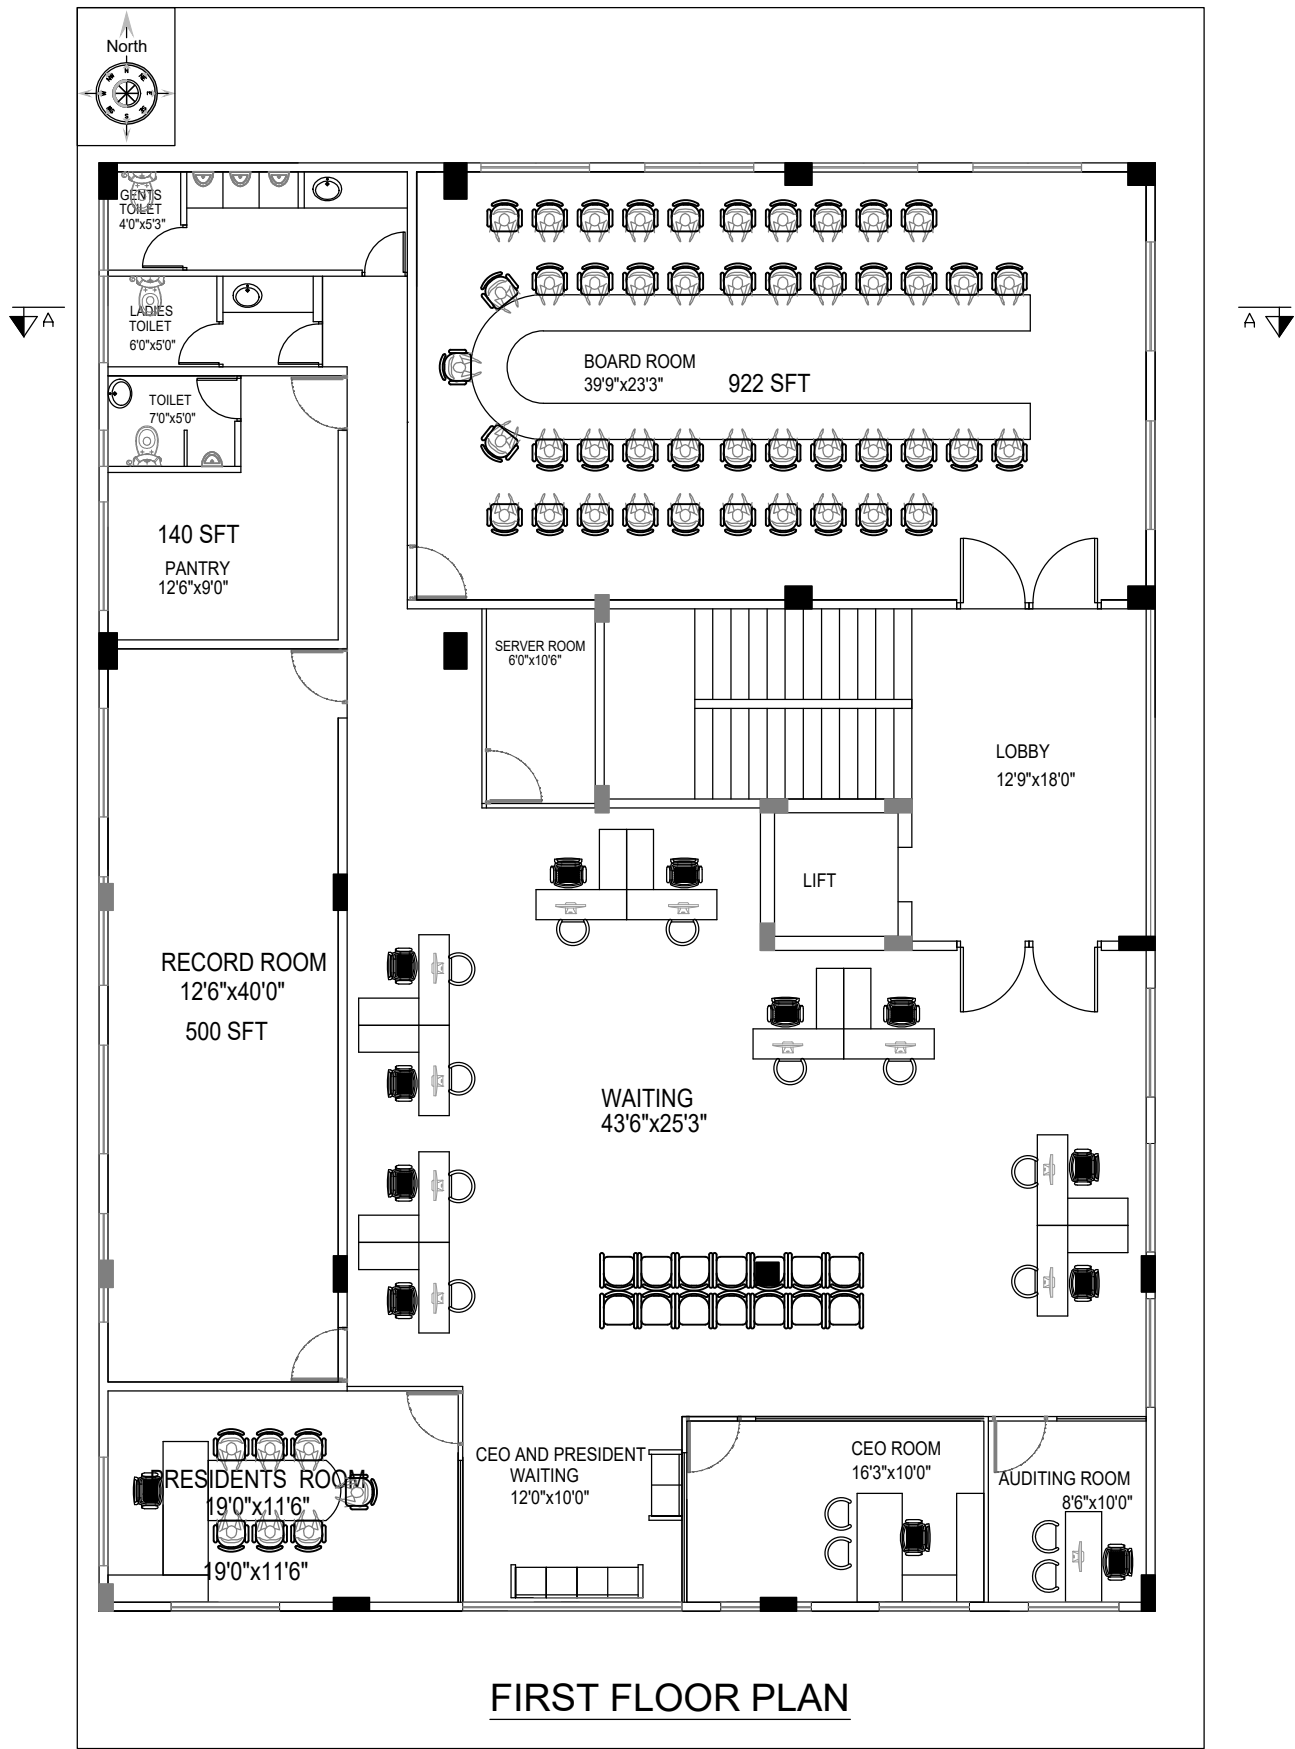 North
N
NE
E
SE
S
SW
W
NW
GENTS
TOILET
4'0"x5'3"
LADIES
TOILET
6'0"x5'0"
A
A
BOARD ROOM
39'9"x23'3"
922 SFT
TOILET
7'0"x5'0"
140 SFT
PANTRY
12'6"x9'0"
SERVER ROOM
6'0"x10'6"
LOBBY
12'9"x18'0"
LIFT
RECORD ROOM
12'6"x40'0"
500 SFT
WAITING
43'6"x25'3"
PRESIDENTS ROOM
19'0"x11'6"
19'0"x11'6"
CEO AND PRESIDENT
WAITING
12'0"x10'0"
CEO ROOM
16'3"x10'0"
AUDITING ROOM
8'6"x10'0"
FIRST FLOOR PLAN